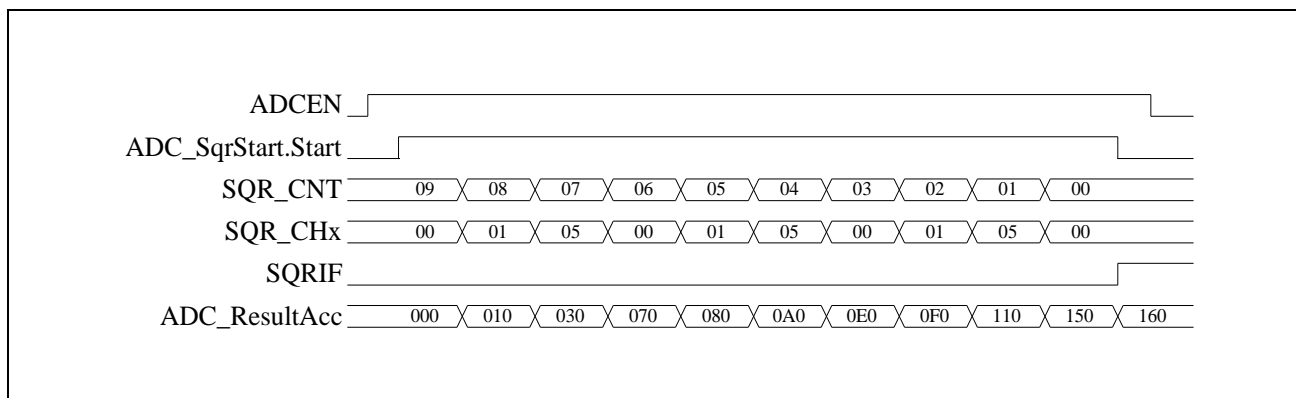 ADCEN
ADC_SqrStart.Start
SQR_CNT 09 08 07 06 05 04 03 02 01 00
SQR_CHx 00 01 05 00 01 05 00 01 05 00
SQRIF
ADC_ResultAcc 000 010 030 070 080 0A0 0E0 0F0 110 150 160